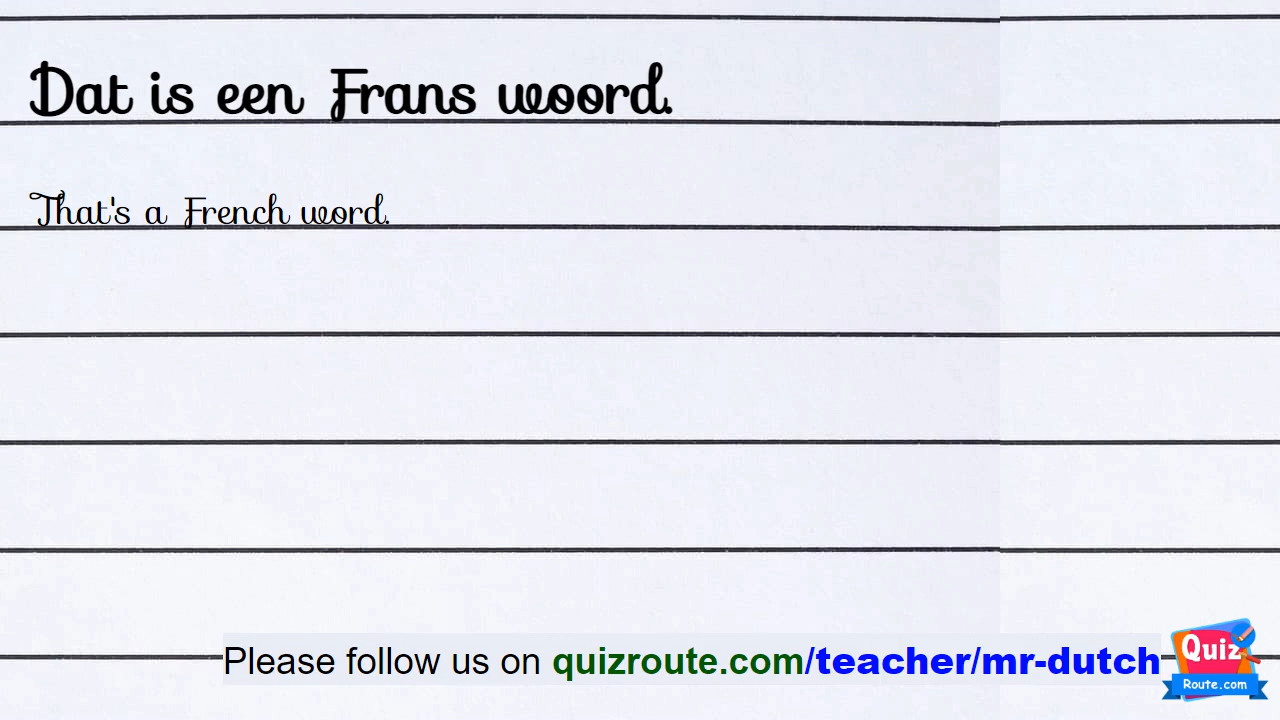 Dat is een Frans woord.
That's a French word.
Please follow us on quizroute.com/teacher/mr-dutch
Quiz
Route.com